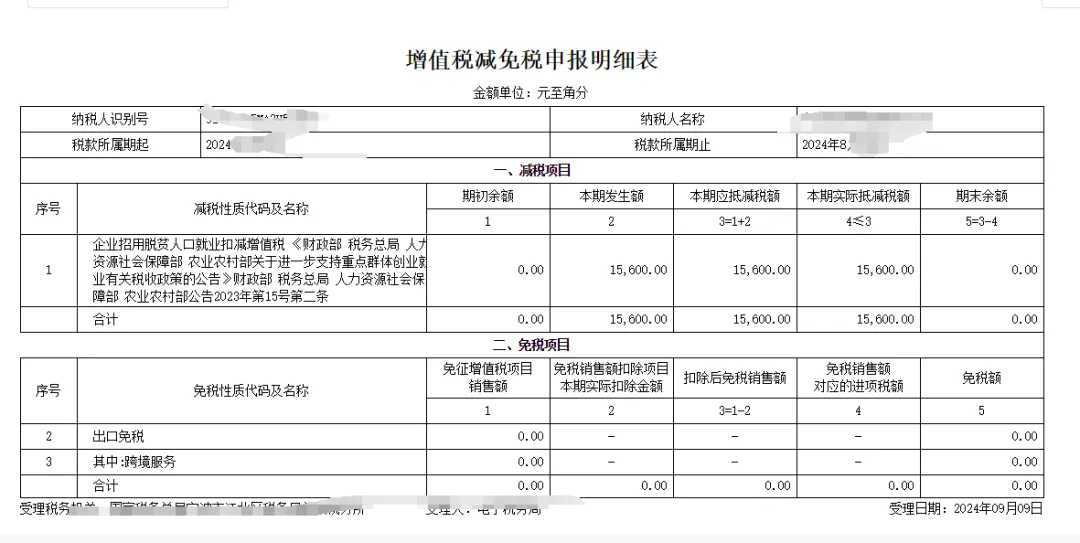 增值税减免税申报明细表
金额单位：元至角分
纳税人识别号
纳税人名称
税款所属期起 2024
税款所属期止 2024年8
一、减税项目
序号 减税性质代码及名称 期初余额 本期发生额 本期应抵减税额 本期实际抵减税额 期末余额
1 2 3=1+2 4≤3 5=3-4
1 企业招用脱贫人口就业扣减增值税《财政部 税务总局 人力
资源社会保障部 农业农村部关于进一步支持重点群体创业就
业有关税收政策的公告》财政部 税务总局 人力资源社会保
障部 农业农村部公告2023年第15号第二条
0.00 15,600.00 15,600.00 15,600.00 0.00
合计 0.00 15,600.00 15,600.00 15,600.00 0.00
二、免税项目
序号 免税性质代码及名称
免征增值税项目
销售额
免税销售额扣除项目
本期实际扣除金额
扣除后免税销售额
免税销售额
对应的进项税额
免税额
1 2 3=1-2 4 5
2 出口免税 0.00 — — — 0.00
3 其中:跨境服务 0.00 — — — 0.00
合计 0.00 0.00 0.00 0.00 0.00
受理税务机关 受理人：电子税务局 受理日期：2024年09月09日